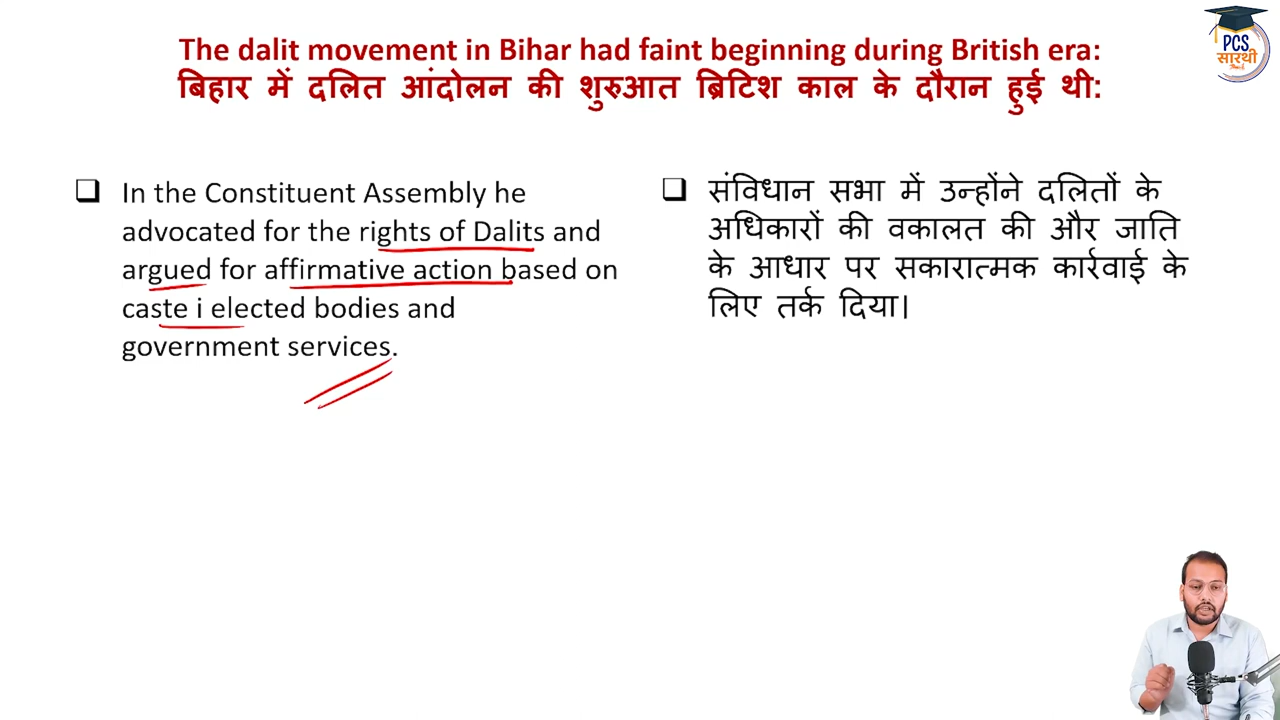 The dalit movement in Bihar had faint beginning during British era:
बिहार में दलित आंदोलन की शुरुआत ब्रिटिश काल के दौरान हुई थी:
PCS
सारथी
In the Constituent Assembly he
advocated for the rights of Dalits and
argued for affirmative action based on
caste i elected bodies and
government services.
संविधान सभा में उन्होंने दलितों के
अधिकारों की वकालत की और जाति
के आधार पर सकारात्मक कार्रवाई के
लिए तर्क दिया।